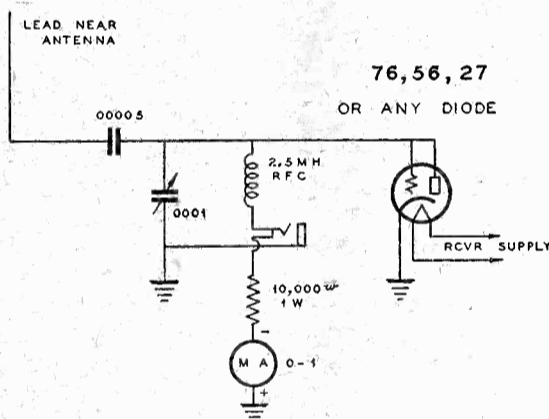 LEAD NEAR
ANTENNA
76, 56, 27
OR ANY DIODE
00005
2.5 MH
RFC
0001
RCVR SUPPLY
10,000 ω
1 W
-
M A 0-1
+